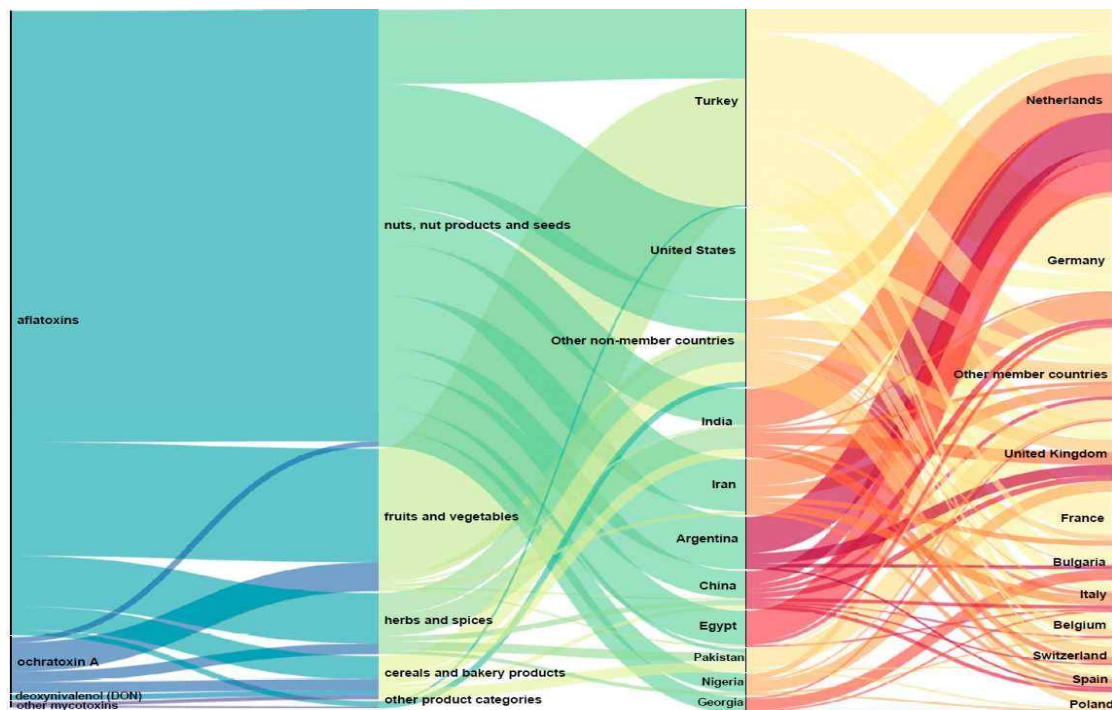 aflatoxins
ochratoxin A
deoxynivalenol (DON)
other mycotoxins
nuts, nut products and seeds
fruits and vegetables
herbs and spices
cereals and bakery products
other product categories
Turkey
United States
Other non-member countries
India
Iran
Argentina
China
Egypt
Pakistan
Nigeria
Georgia
Netherlands
Germany
Other member countries
United Kingdom
France
Bulgaria
Italy
Belgium
Switzerland
Spain
Poland